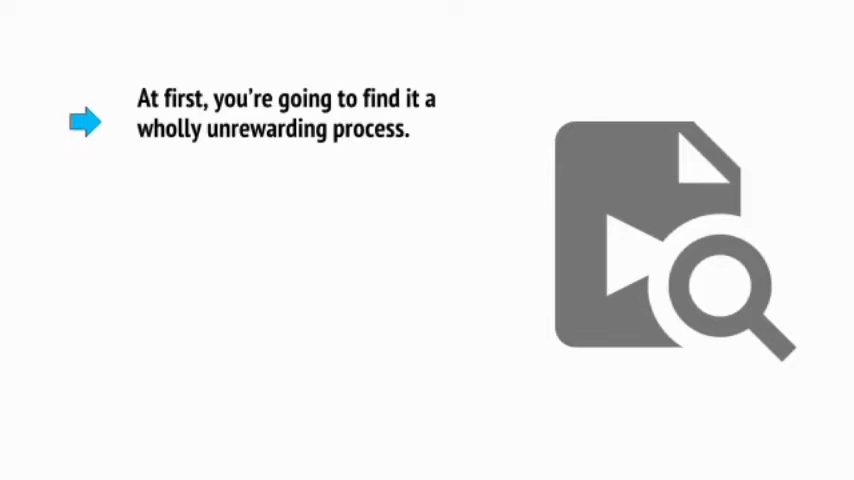 At first, you're going to find it a
wholly unrewarding process.